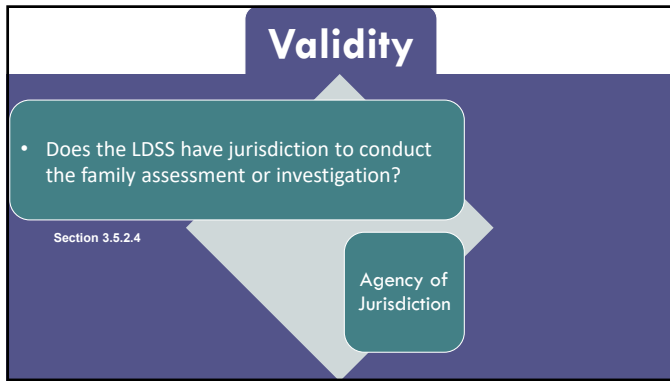 Validity
• Does the LDSS have jurisdiction to conduct
the family assessment or investigation?
Section 3.5.2.4
Agency of
Jurisdiction